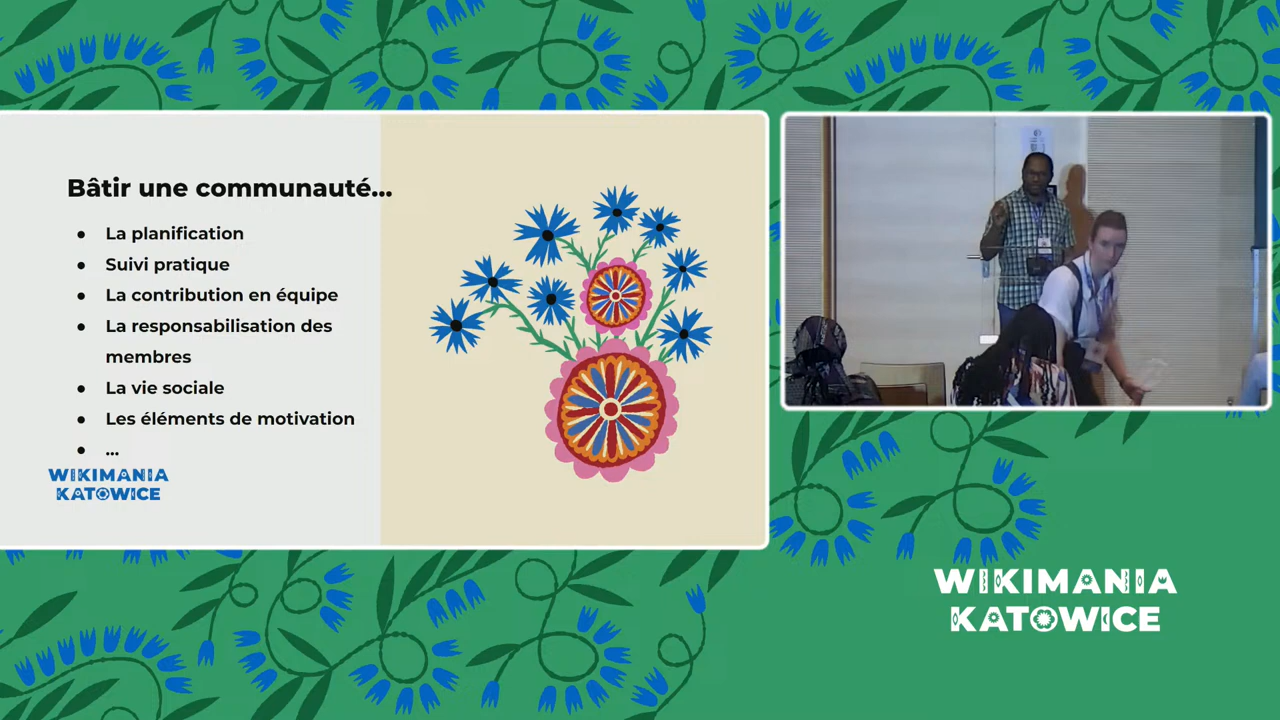 Bâtir une communauté...
● La planification
● Suivi pratique
● La contribution en équipe
● La responsabilisation des
membres
● La vie sociale
● Les éléments de motivation
● ...
WIKIMANIA
KATOWICE
WIKIMANIA
KATOWICE